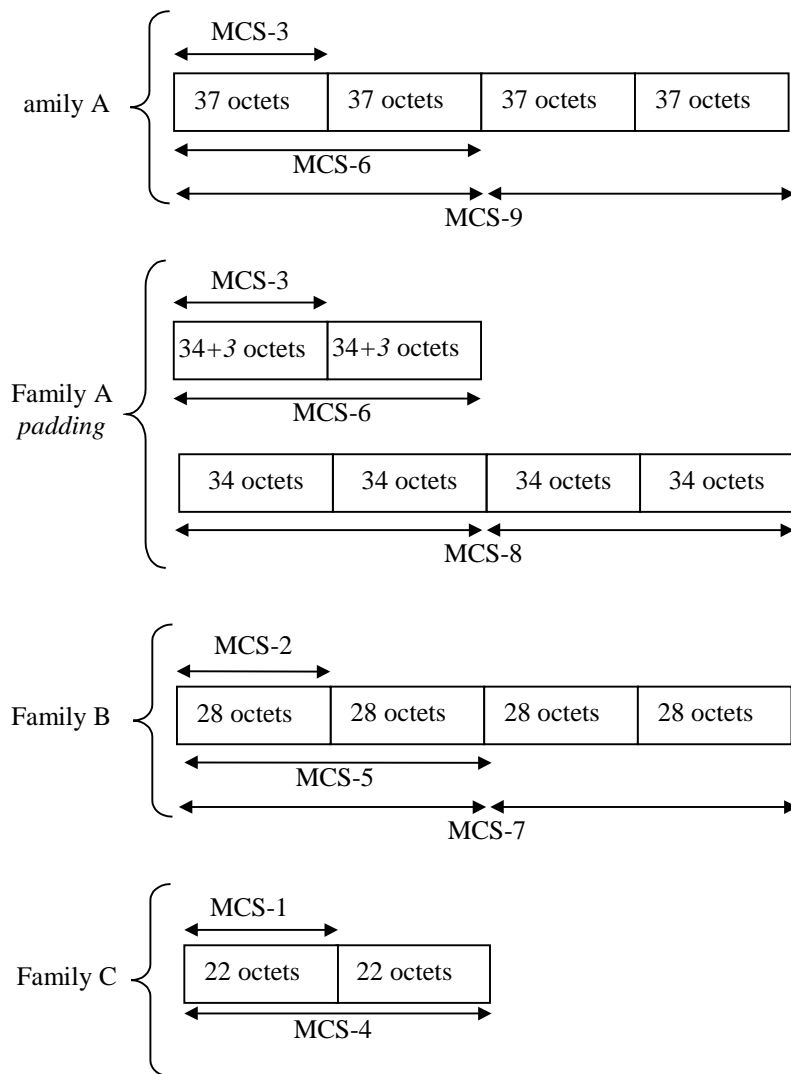 MCS-3
amily A
37 octets 37 octets 37 octets 37 octets
MCS-6
MCS-9
MCS-3
34+3 octets 34+3 octets
Family A
padding
MCS-6
34 octets 34 octets 34 octets 34 octets
MCS-8
MCS-2
Family B
28 octets 28 octets 28 octets 28 octets
MCS-5
MCS-7
MCS-1
Family C
22 octets 22 octets
MCS-4